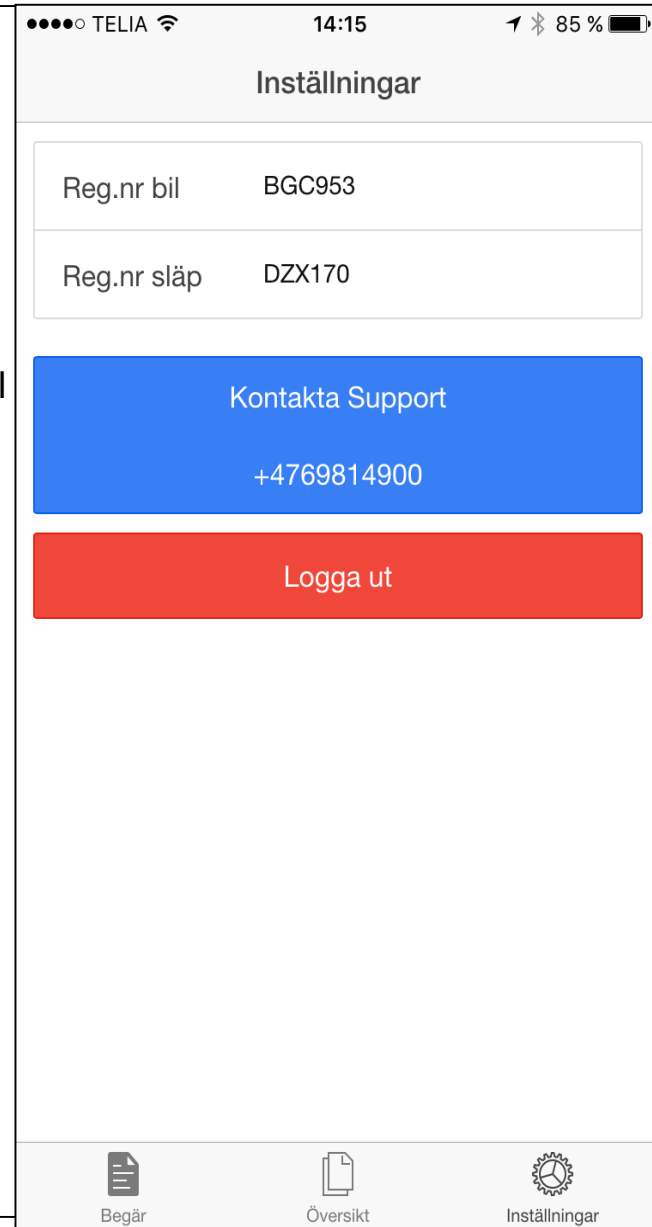 TELIA 14:15 85 %
Inställningar
Reg.nr bil BGC953
Reg.nr släp DZX170
l
Kontakta Support
+4769814900
Logga ut
Begär Översikt Inställningar